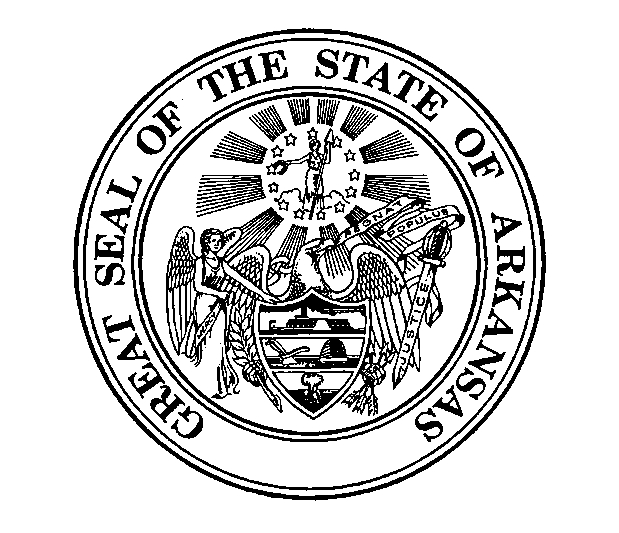 GREAT SEAL OF THE STATE OF ARKANSAS
REGNAT
POPULUS
JUSTICE